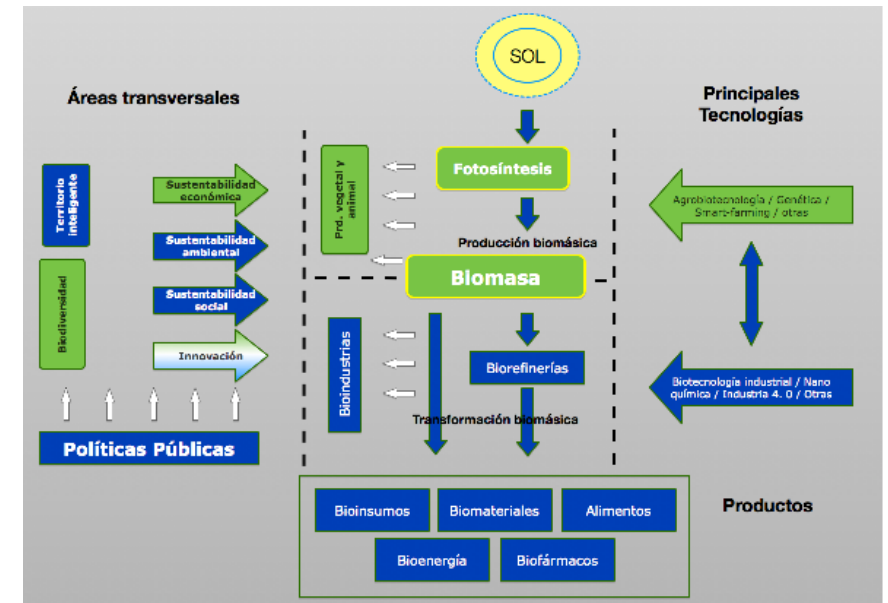 SOL
Áreas transversales
Principales
Tecnologías
Territorio
inteligente
Biodiversidad
Sustentabilidad
económica
Sustentabilidad
ambiental
Sustentabilidad
social
Innovación
Políticas Públicas
Prd. vegetal y
animal
Fotosíntesis
Producción biomásica
Biomasa
Bioindustrias
Biorefinerías
Transformación biomásica
Agrobiotecnología / Genética /
Smart-farming / otras
Biotecnología industrial / Nano
química / Industria 4. 0 / Otras
Productos
Bioinsumos
Biomateriales
Alimentos
Bioenergía
Biofármacos